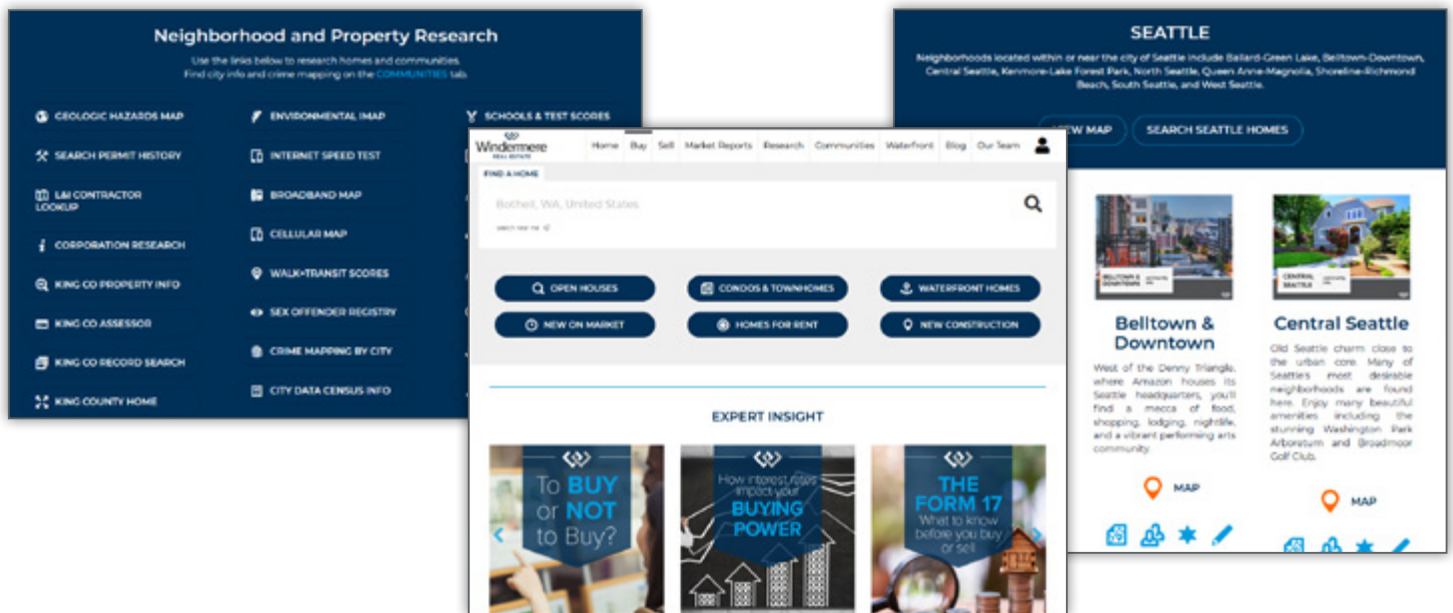 Neighborhood and Property Research
Use the links below to research homes and communities.
Find city info and crime mapping on the COMMUNITIES tab.
GEOLOGIC HAZARDS MAP
SEARCH PERMIT HISTORY
L&I CONTRACTOR
LOOKUP
CORPORATION RESEARCH
KING CO PROPERTY INFO
KING CO ASSESSOR
KING CO RECORD SEARCH
KING COUNTY HOME
ENVIRONMENTAL IMAP
INTERNET SPEED TEST
BROADBAND MAP
CELLULAR MAP
WALK+TRANSIT SCORES
SEX OFFENDER REGISTRY
CRIME MAPPING BY CITY
CITY DATA CENSUS INFO
SCHOOLS & TEST SCORES
Windermere
REAL ESTATE
Home Buy Sell Market Reports Research Communities Waterfront Blog Our Team
FIND A HOME
Bothell, WA, United States
search near me
OPEN HOUSES
CONDOS & TOWNHOMES
WATERFRONT HOMES
NEW ON MARKET
HOMES FOR RENT
NEW CONSTRUCTION
EXPERT INSIGHT
To BUY
or NOT
to Buy?
How interest rates
impact your
BUYING
POWER
THE
FORM 17
What to know
before you buy
or sell
SEATTLE
Neighborhoods located within or near the city of Seattle include Ballard-Green Lake, Belltown-Downtown,
Central Seattle, Kenmore-Lake Forest Park, North Seattle, Queen Anne-Magnolia, Shoreline-Richmond
Beach, South Seattle, and West Seattle.
VIEW MAP
SEARCH SEATTLE HOMES
BELLTOWN &
DOWNTOWN
CENTRAL
SEATTLE
Belltown &
Downtown
West of the Denny Triangle,
where Amazon houses its
Seattle headquarters, you'll
find a mecca of food,
shopping, lodging, nightlife,
and a vibrant performing arts
community.
MAP
Central Seattle
Old Seattle charm close to
the urban core. Many of
Seattle's most desirable
neighborhoods are found
here. Enjoy many beautiful
amenities including the
stunning Washington Park
Arboretum and Broadmoor
Golf Club.
MAP